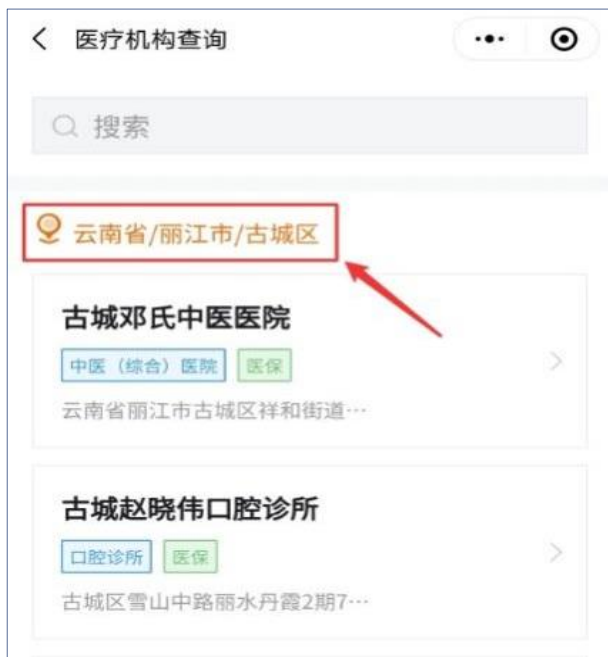 医疗机构查询
搜索
云南省/丽江市/古城区
古城邓氏中医医院
中医（综合）医院 医保
云南省丽江市古城区祥和街道…
古城赵晓伟口腔诊所
口腔诊所 医保
古城区雪山中路丽水丹霞2期7…